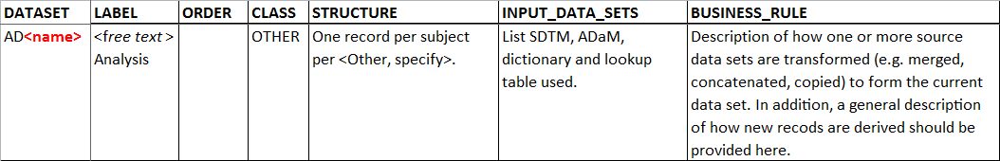 DATASET LABEL ORDER CLASS STRUCTURE INPUT_DATA_SETS BUSINESS_RULE
AD<name> <free text > OTHER One record per subject List SDTM, ADaM, Description of how one or more source
Analysis per <Other, specify>. dictionary and lookup data sets are transformed (e.g. merged,
table used. concatenated, copied) to form the current
data set. In addition, a general description
of how new recods are derived should be
provided here.